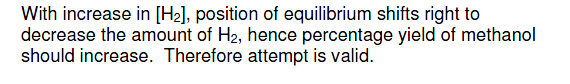 With increase in [H₂], position of equilibrium shifts right to
decrease the amount of H₂, hence percentage yield of methanol
should increase.  Therefore attempt is valid.